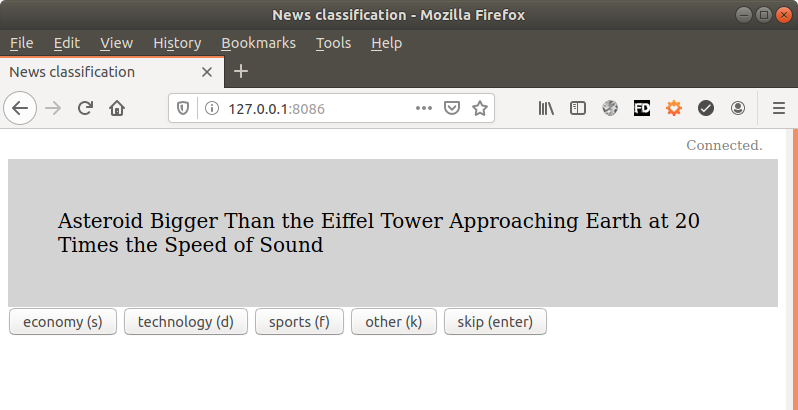 News classification - Mozilla Firefox
File Edit View History Bookmarks Tools Help
News classification
127.0.0.1:8086
FD
Connected.
Asteroid Bigger Than the Eiffel Tower Approaching Earth at 20
Times the Speed of Sound
economy (s) technology (d) sports (f) other (k) skip (enter)